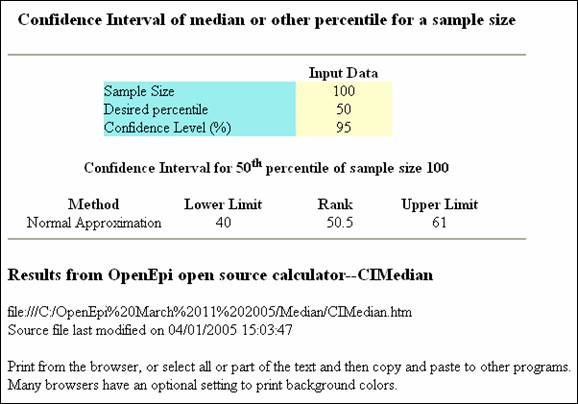 Confidence Interval of median or other percentile for a sample size
Input Data
Sample Size 100
Desired percentile 50
Confidence Level (%) 95
Confidence Interval for 50th percentile of sample size 100
Method Lower Limit Rank Upper Limit
Normal Approximation 40 50.5 61
Results from OpenEpi open source calculator--CIMedian
file:///C:/OpenEpi%20March%2011%202005/Median/CIMedian.htm
Source file last modified on 04/01/2005 15:03:47
Print from the browser, or select all or part of the text and then copy and paste to other programs.
Many browsers have an optional setting to print background colors.